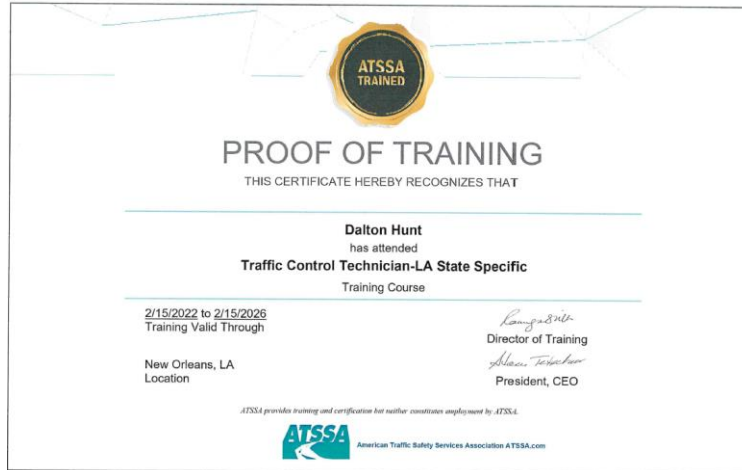 ATSSA
TRAINED
PROOF OF TRAINING
THIS CERTIFICATE HEREBY RECOGNIZES THAT
Dalton Hunt
has attended
Traffic Control Technician-LA State Specific
Training Course
2/15/2022 to 2/15/2026
Training Valid Through
Director of Training
New Orleans, LA
Location
President, CEO
ATSSA provides training and certification but neither constitutes employment by ATSSA.
ATSSA
American Traffic Safety Services Association ATSSA.com